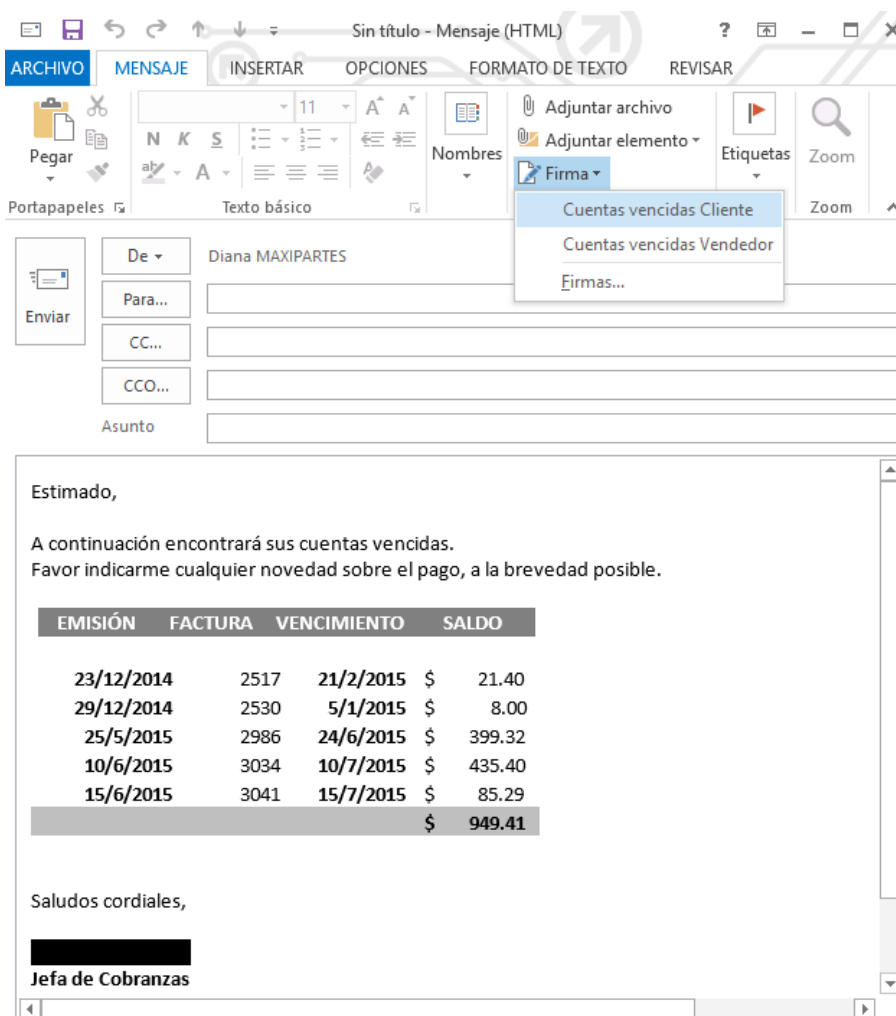 Sin título - Mensaje (HTML)
ARCHIVO MENSAJE INSERTAR OPCIONES FORMATO DE TEXTO REVISAR
Pegar
Portapapeles
11
N K S
Texto básico
Nombres
Adjuntar archivo
Adjuntar elemento
Firma
Etiquetas
Zoom
Zoom
Cuentas vencidas Cliente
Cuentas vencidas Vendedor
Firmas...
Enviar
De Diana MAXIPARTES
Para...
CC...
CCO...
Asunto
Estimado,
A continuación encontrará sus cuentas vencidas.
Favor indicarme cualquier novedad sobre el pago, a la brevedad posible.
EMISIÓN FACTURA VENCIMIENTO SALDO
23/12/2014 2517 21/2/2015 $ 21.40
29/12/2014 2530 5/1/2015 $ 8.00
25/5/2015 2986 24/6/2015 $ 399.32
10/6/2015 3034 10/7/2015 $ 435.40
15/6/2015 3041 15/7/2015 $ 85.29
$ 949.41
Saludos cordiales,
Jefa de Cobranzas